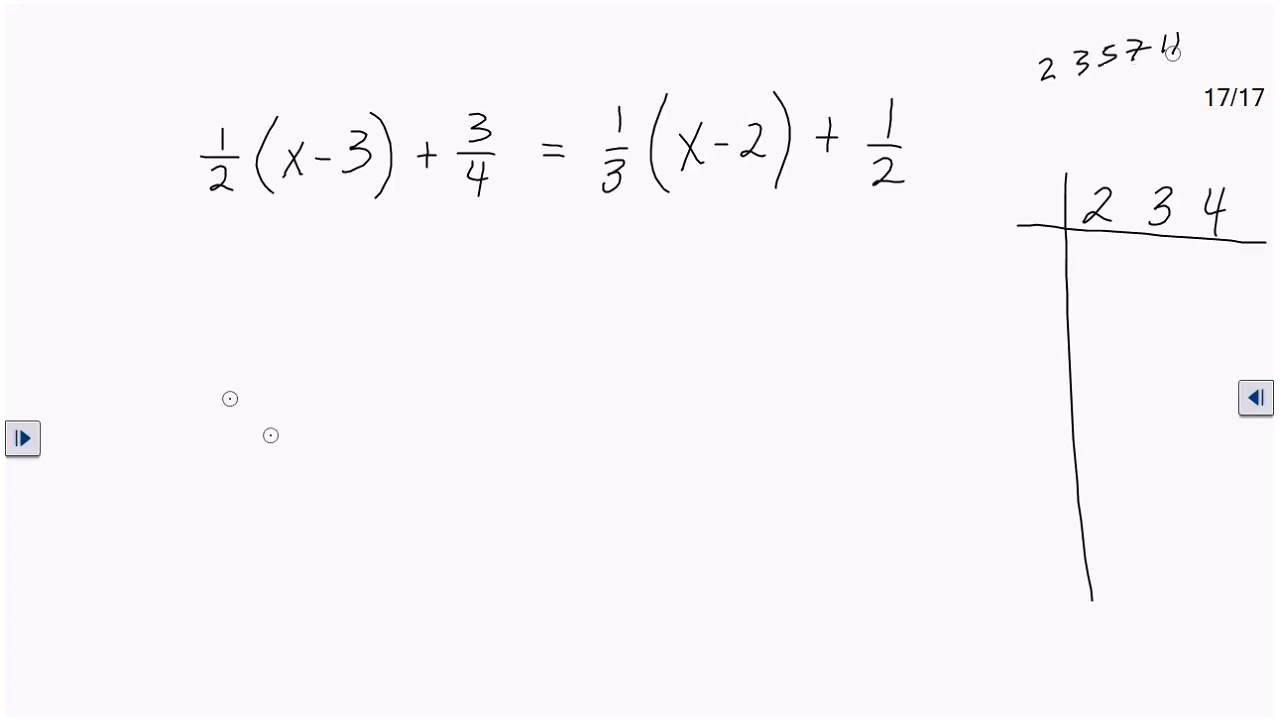 2 3 5 7 11
17/17
1/2 (x - 3) + 3/4 = 1/3 (x - 2) + 1/2
2 3 4